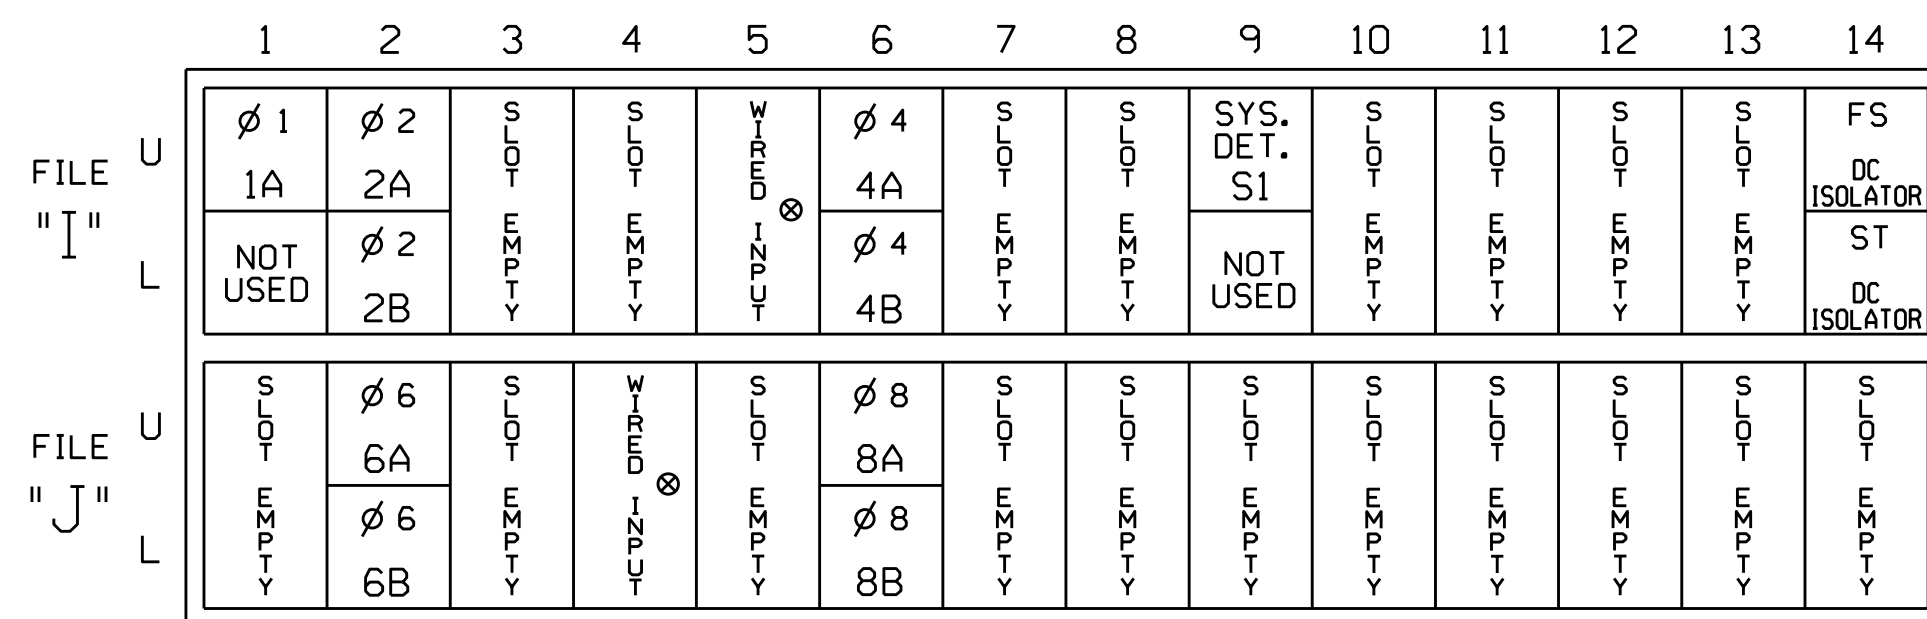 1 2 3 4 5 6 7 8 9 10 11 12 13 14
FILE "I"
U
L
Ø 1
1A
NOT
USED
Ø 2
2A
Ø 2
2B
SLOT EMPTY
SLOT EMPTY
WIRED INPUT
Ø 4
4A
Ø 4
4B
SLOT EMPTY
SLOT EMPTY
SYS.
DET.
S1
NOT
USED
SLOT EMPTY
SLOT EMPTY
SLOT EMPTY
SLOT EMPTY
FS
DC
ISOLATOR
ST
DC
ISOLATOR
FILE "J"
U
L
SLOT EMPTY
Ø 6
6A
Ø 6
6B
SLOT EMPTY
WIRED INPUT
SLOT EMPTY
Ø 8
8A
Ø 8
8B
SLOT EMPTY
SLOT EMPTY
SLOT EMPTY
SLOT EMPTY
SLOT EMPTY
SLOT EMPTY
SLOT EMPTY
SLOT EMPTY